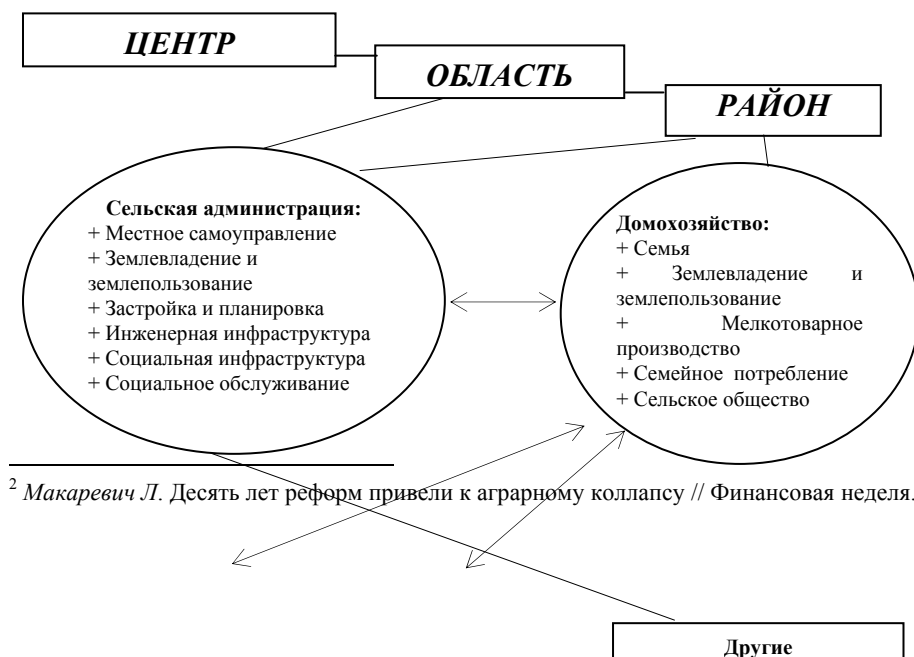 ЦЕНТР
ОБЛАСТЬ
РАЙОН
Сельская администрация:
+ Местное самоуправление
+ Землевладение и
землепользование
+ Застройка и планировка
+ Инженерная инфраструктура
+ Социальная инфраструктура
+ Социальное обслуживание
Домохозяйство:
+ Семья
+ Землевладение и
землепользование
+ Мелкотоварное
производство
+ Семейное потребление
+ Сельское общество
2 Макаревич Л. Десять лет реформ привели к аграрному коллапсу // Финансовая неделя.
Другие